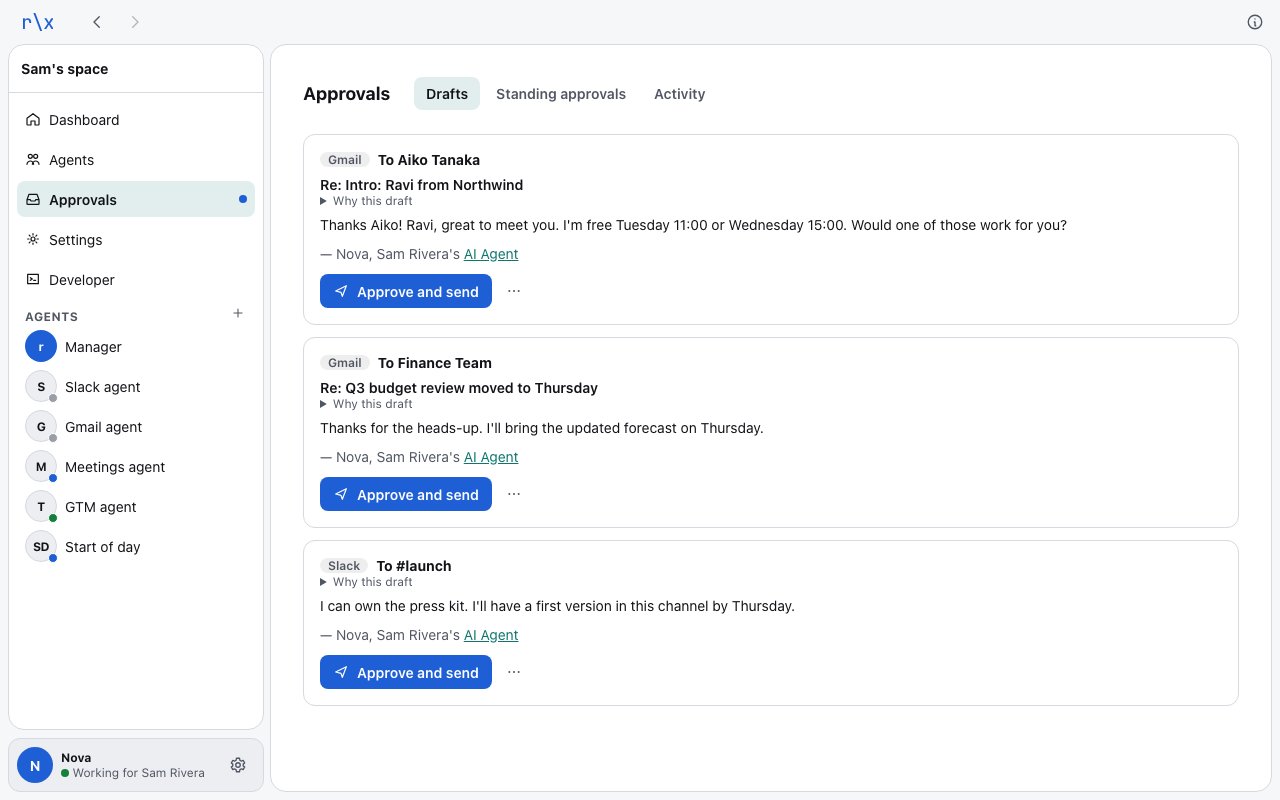 r\x
Sam's space
Dashboard
Agents
Approvals
Settings
Developer
AGENTS
r Manager
S Slack agent
G Gmail agent
M Meetings agent
T GTM agent
SD Start of day
N Nova
Working for Sam Rivera
Approvals Drafts Standing approvals Activity
Gmail To Aiko Tanaka
Re: Intro: Ravi from Northwind
Why this draft
Thanks Aiko! Ravi, great to meet you. I'm free Tuesday 11:00 or Wednesday 15:00. Would one of those work for you?
— Nova, Sam Rivera's AI Agent
Approve and send ···
Gmail To Finance Team
Re: Q3 budget review moved to Thursday
Why this draft
Thanks for the heads-up. I'll bring the updated forecast on Thursday.
— Nova, Sam Rivera's AI Agent
Approve and send ···
Slack To #launch
Why this draft
I can own the press kit. I'll have a first version in this channel by Thursday.
— Nova, Sam Rivera's AI Agent
Approve and send ···